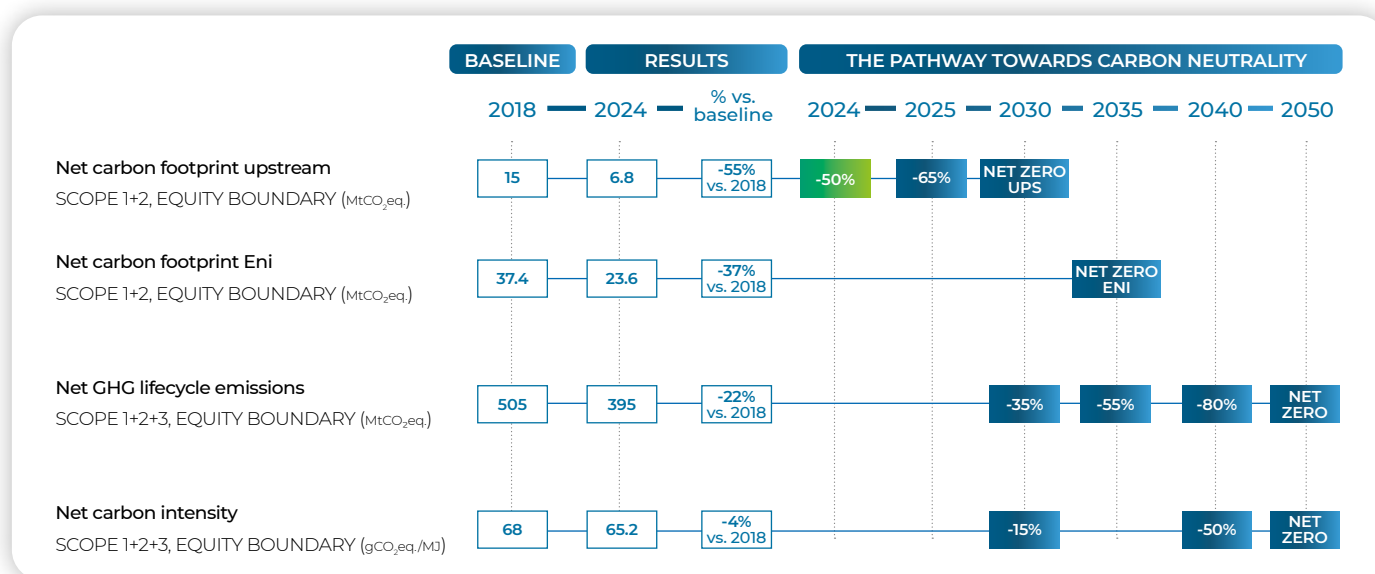 BASELINE RESULTS THE PATHWAY TOWARDS CARBON NEUTRALITY
2018 2024 % vs. baseline 2024 2025 2030 2035 2040 2050
Net carbon footprint upstream
SCOPE 1+2, EQUITY BOUNDARY (MtCO₂eq.)
15 6.8 -55% vs. 2018 -50% -65% NET ZERO UPS
Net carbon footprint Eni
SCOPE 1+2, EQUITY BOUNDARY (MtCO₂eq.)
37.4 23.6 -37% vs. 2018 NET ZERO ENI
Net GHG lifecycle emissions
SCOPE 1+2+3, EQUITY BOUNDARY (MtCO₂eq.)
505 395 -22% vs. 2018 -35% -55% -80% NET ZERO
Net carbon intensity
SCOPE 1+2+3, EQUITY BOUNDARY (gCO₂eq./MJ)
68 65.2 -4% vs. 2018 -15% -50% NET ZERO